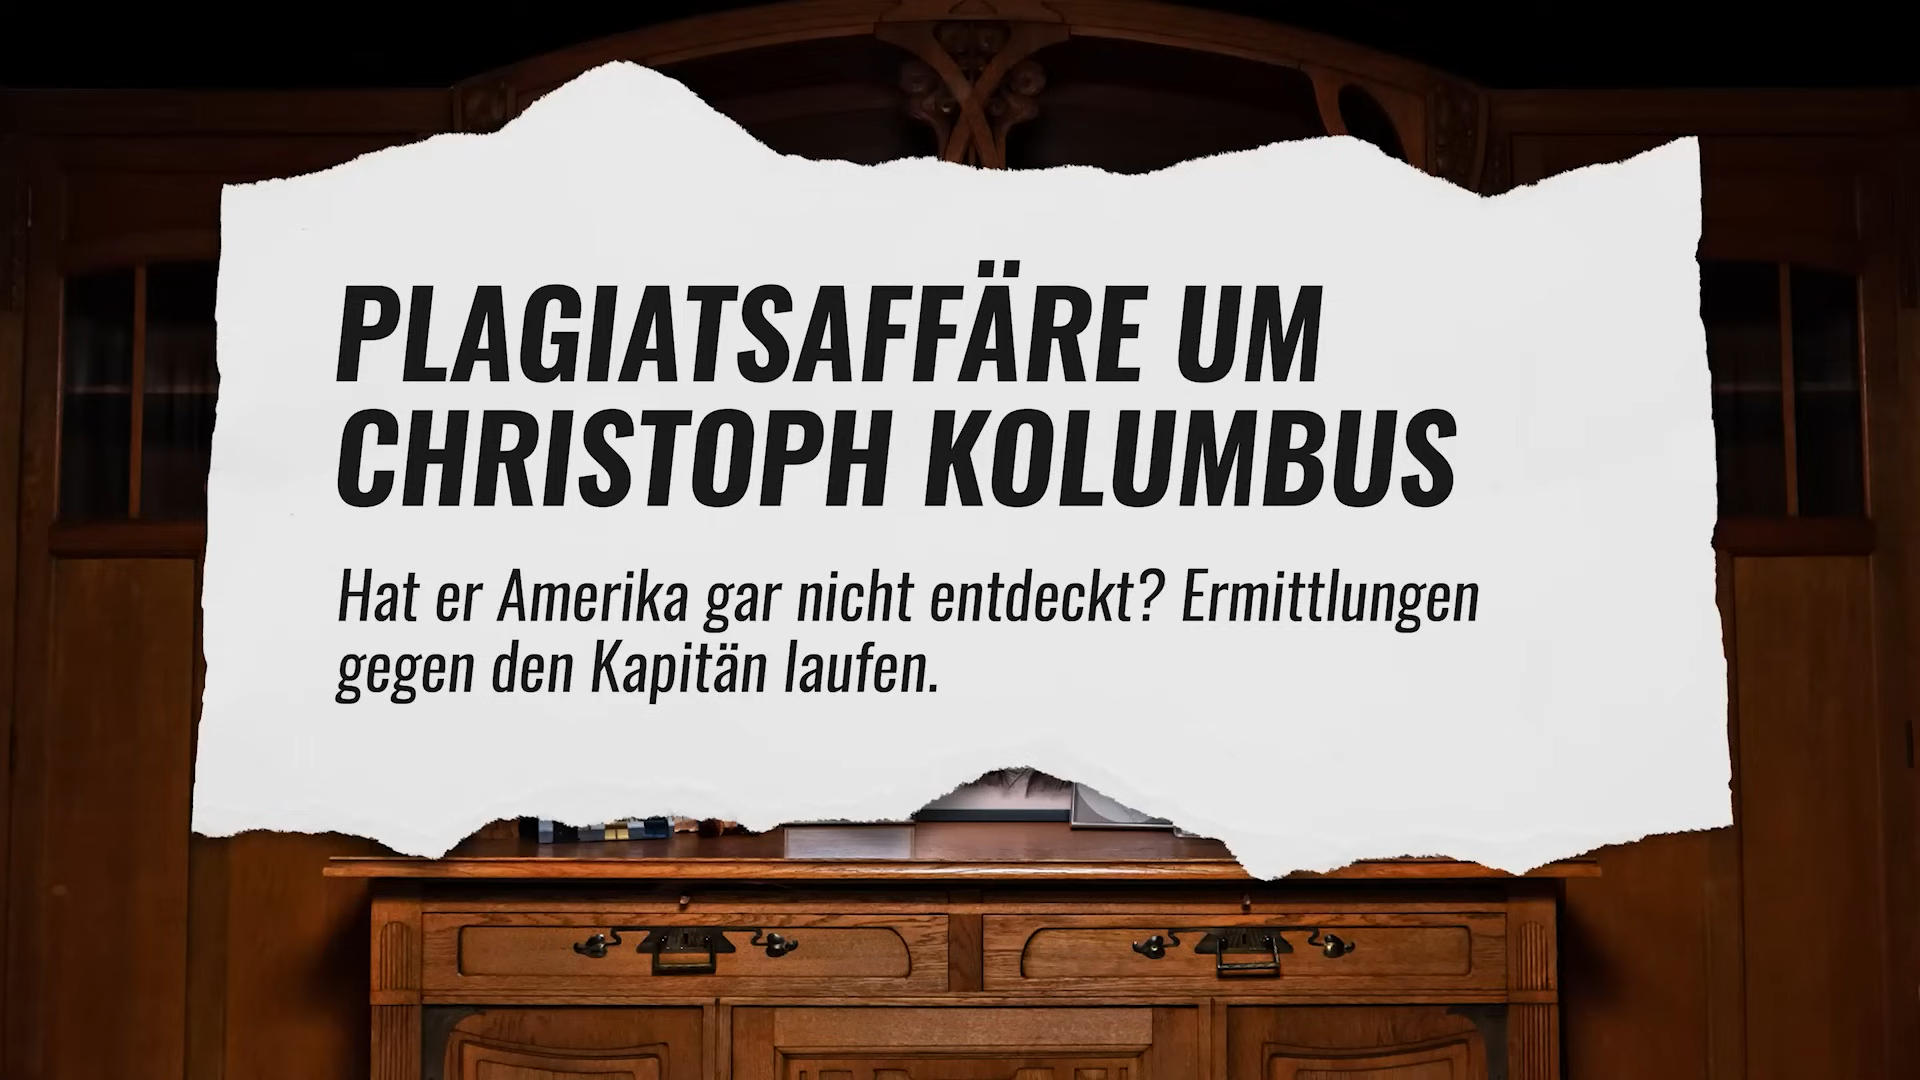 PLAGIATSAFFÄRE UM
CHRISTOPH KOLUMBUS
Hat er Amerika gar nicht entdeckt? Ermittlungen
gegen den Kapitän laufen.